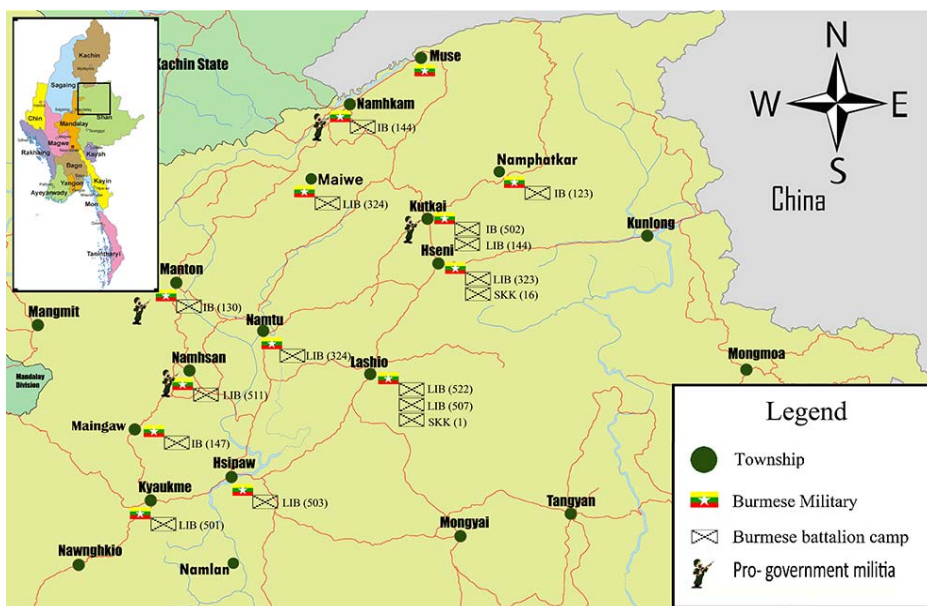 Kachin State
Muse
Namhkam
IB (144)
Maiwe
LIB (324)
Namphatkar
IB (123)
Kutkai
IB (502)
LIB (144)
Hseni
LIB (323)
SKK (16)
Kunlong
China
N
W E
S
Manton
IB (130)
Mangmit
Namtu
LIB (324)
Mandalay
Division
Namhsan
LIB (511)
Lashio
LIB (522)
LIB (507)
SKK (1)
Mongmoa
Maingaw
IB (147)
Hsipaw
LIB (503)
Kyaukme
LIB (501)
Nawnghkio
Namlan
Mongyai
Tangyan
Legend
Township
Burmese Military
Burmese battalion camp
Pro- government militia
Kachin
Sagaing
Shan
Chin
Mandalay
Magwe
Rakhaing
Kayah
Bago
Yangon
Kayin
Ayeyarwady
Mon
Tanintharyi